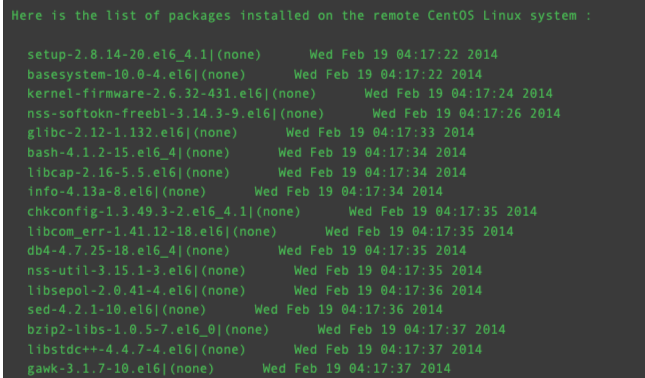 Here is the list of packages installed on the remote CentOS Linux system :
setup-2.8.14-20.el6_4.1|(none) Wed Feb 19 04:17:22 2014
basesystem-10.0-4.el6|(none) Wed Feb 19 04:17:22 2014
kernel-firmware-2.6.32-431.el6|(none) Wed Feb 19 04:17:24 2014
nss-softokn-freebl-3.14.3-9.el6|(none) Wed Feb 19 04:17:26 2014
glibc-2.12-1.132.el6|(none) Wed Feb 19 04:17:33 2014
bash-4.1.2-15.el6_4|(none) Wed Feb 19 04:17:34 2014
libcap-2.16-5.5.el6|(none) Wed Feb 19 04:17:34 2014
info-4.13a-8.el6|(none) Wed Feb 19 04:17:34 2014
chkconfig-1.3.49.3-2.el6_4.1|(none) Wed Feb 19 04:17:35 2014
libcom_err-1.41.12-18.el6|(none) Wed Feb 19 04:17:35 2014
db4-4.7.25-18.el6_4|(none) Wed Feb 19 04:17:35 2014
nss-util-3.15.1-3.el6|(none) Wed Feb 19 04:17:35 2014
libsepol-2.0.41-4.el6|(none) Wed Feb 19 04:17:36 2014
sed-4.2.1-10.el6|(none) Wed Feb 19 04:17:36 2014
bzip2-libs-1.0.5-7.el6_0|(none) Wed Feb 19 04:17:37 2014
libstdc++-4.4.7-4.el6|(none) Wed Feb 19 04:17:37 2014
gawk-3.1.7-10.el6|(none) Wed Feb 19 04:17:37 2014